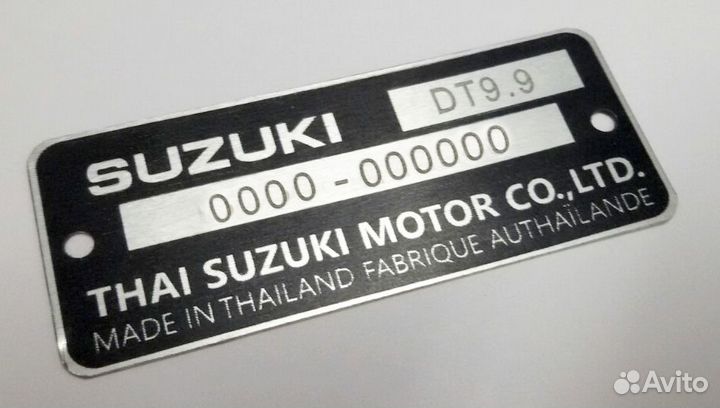 SUZUKI DT9.9
0000-000000
THAI SUZUKI MOTOR CO.,LTD.
MADE IN THAILAND FABRIQUE AUTHAÏLANDE
Avito